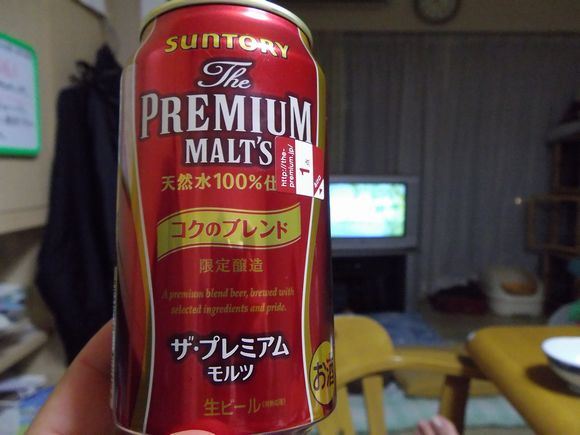 SUNTORY
The
PREMIUM
MALT'S
天然水100%仕
http://the-
premium.jp/
1
コクのブレンド
限定醸造
A premium blend beer, brewed with
selected ingredients and pride.
ザ・プレミアム
モルツ
お酒
生ビール